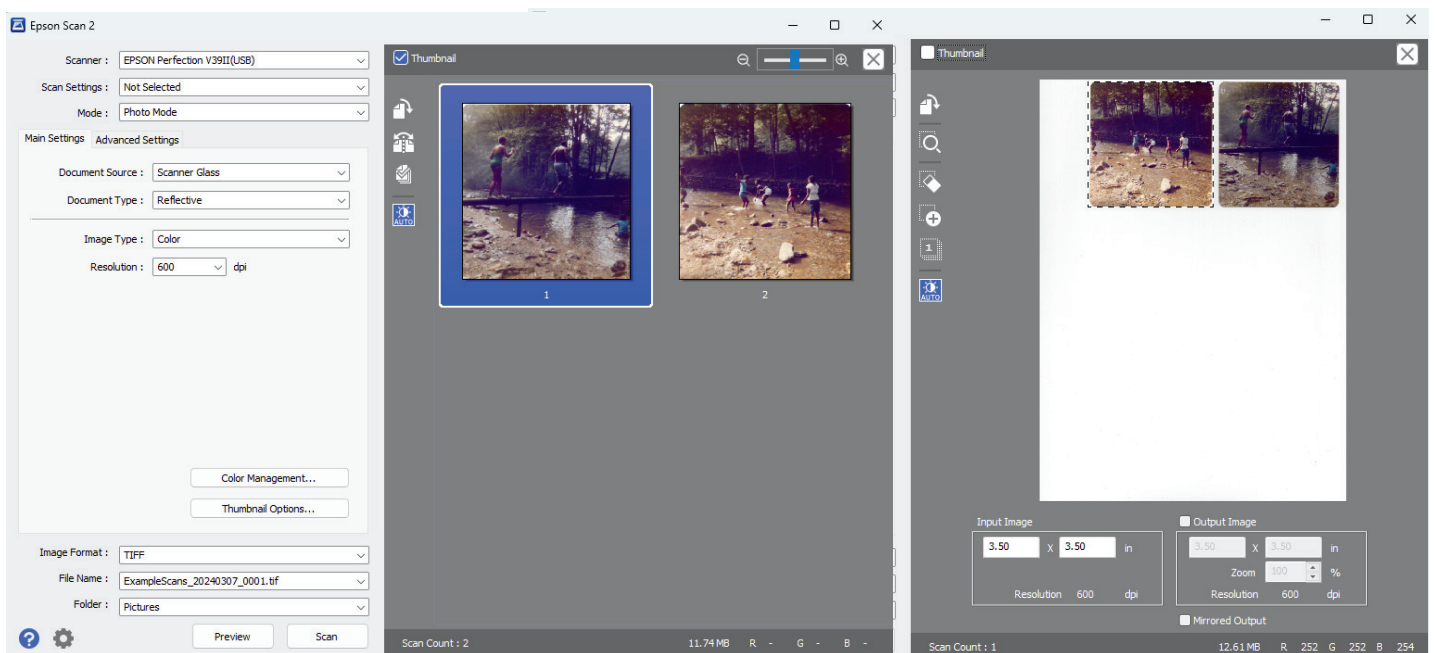 Epson Scan 2
Scanner : EPSON Perfection V39II(USB)
Scan Settings : Not Selected
Mode : Photo Mode
Main Settings Advanced Settings
Document Source : Scanner Glass
Document Type : Reflective
Image Type : Color
Resolution : 600 dpi
Color Management...
Thumbnail Options...
Image Format : TIFF
File Name : ExampleScans_20240307_0001.tif
Folder : Pictures
? Preview Scan
Thumbnail
AUTO
1 2
Scan Count : 2 11.74 MB R - G - B -
Thumbnail
1
AUTO
Input Image
3.50 X 3.50 in
Resolution 600 dpi
Output Image
3.50 X 3.50 in
Zoom 100 %
Resolution 600 dpi
Mirrored Output
Scan Count : 1 12.61 MB R 252 G 252 B 254